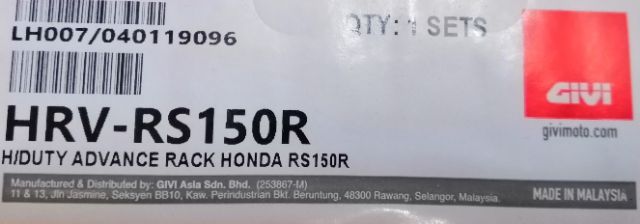 LH007/040119096
QTY: 1 SETS
GIVI
givimoto.com
HRV-RS150R
H/DUTY ADVANCE RACK HONDA RS150R
Manufactured & Distributed by: GIVI Asia Sdn. Bhd. (253867-M)
11 & 13, Jln Jasmine, Seksyen BB10, Kaw. Perindustrian Bkt. Beruntung, 48300 Rawang, Selangor, Malaysia.
MADE IN MALAYSIA